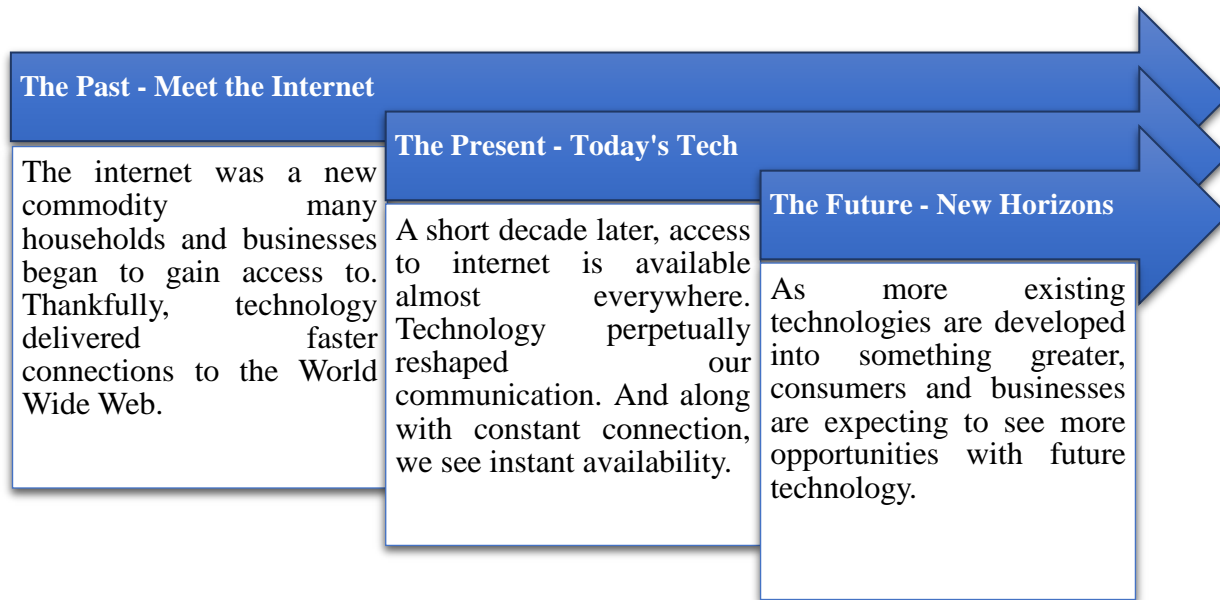 The Past - Meet the Internet
The internet was a new
commodity many
households and businesses
began to gain access to.
Thankfully, technology
delivered faster
connections to the World
Wide Web.
The Present - Today's Tech
A short decade later, access
to internet is available
almost everywhere.
Technology perpetually
reshaped our
communication. And along
with constant connection,
we see instant availability.
The Future - New Horizons
As more existing
technologies are developed
into something greater,
consumers and businesses
are expecting to see more
opportunities with future
technology.